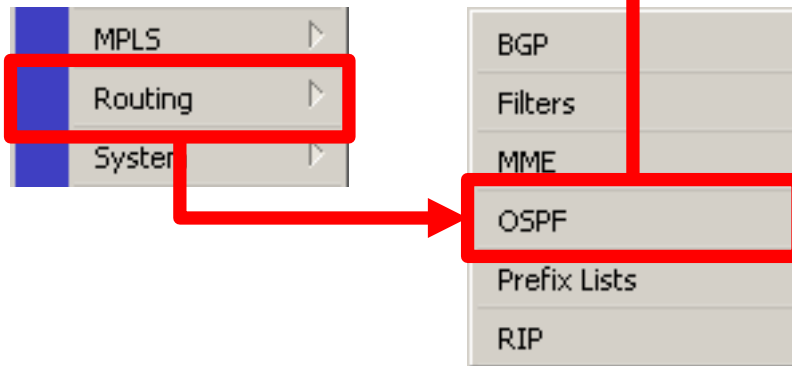 MPLS
Routing
System
BGP
Filters
MME
OSPF
Prefix Lists
RIP